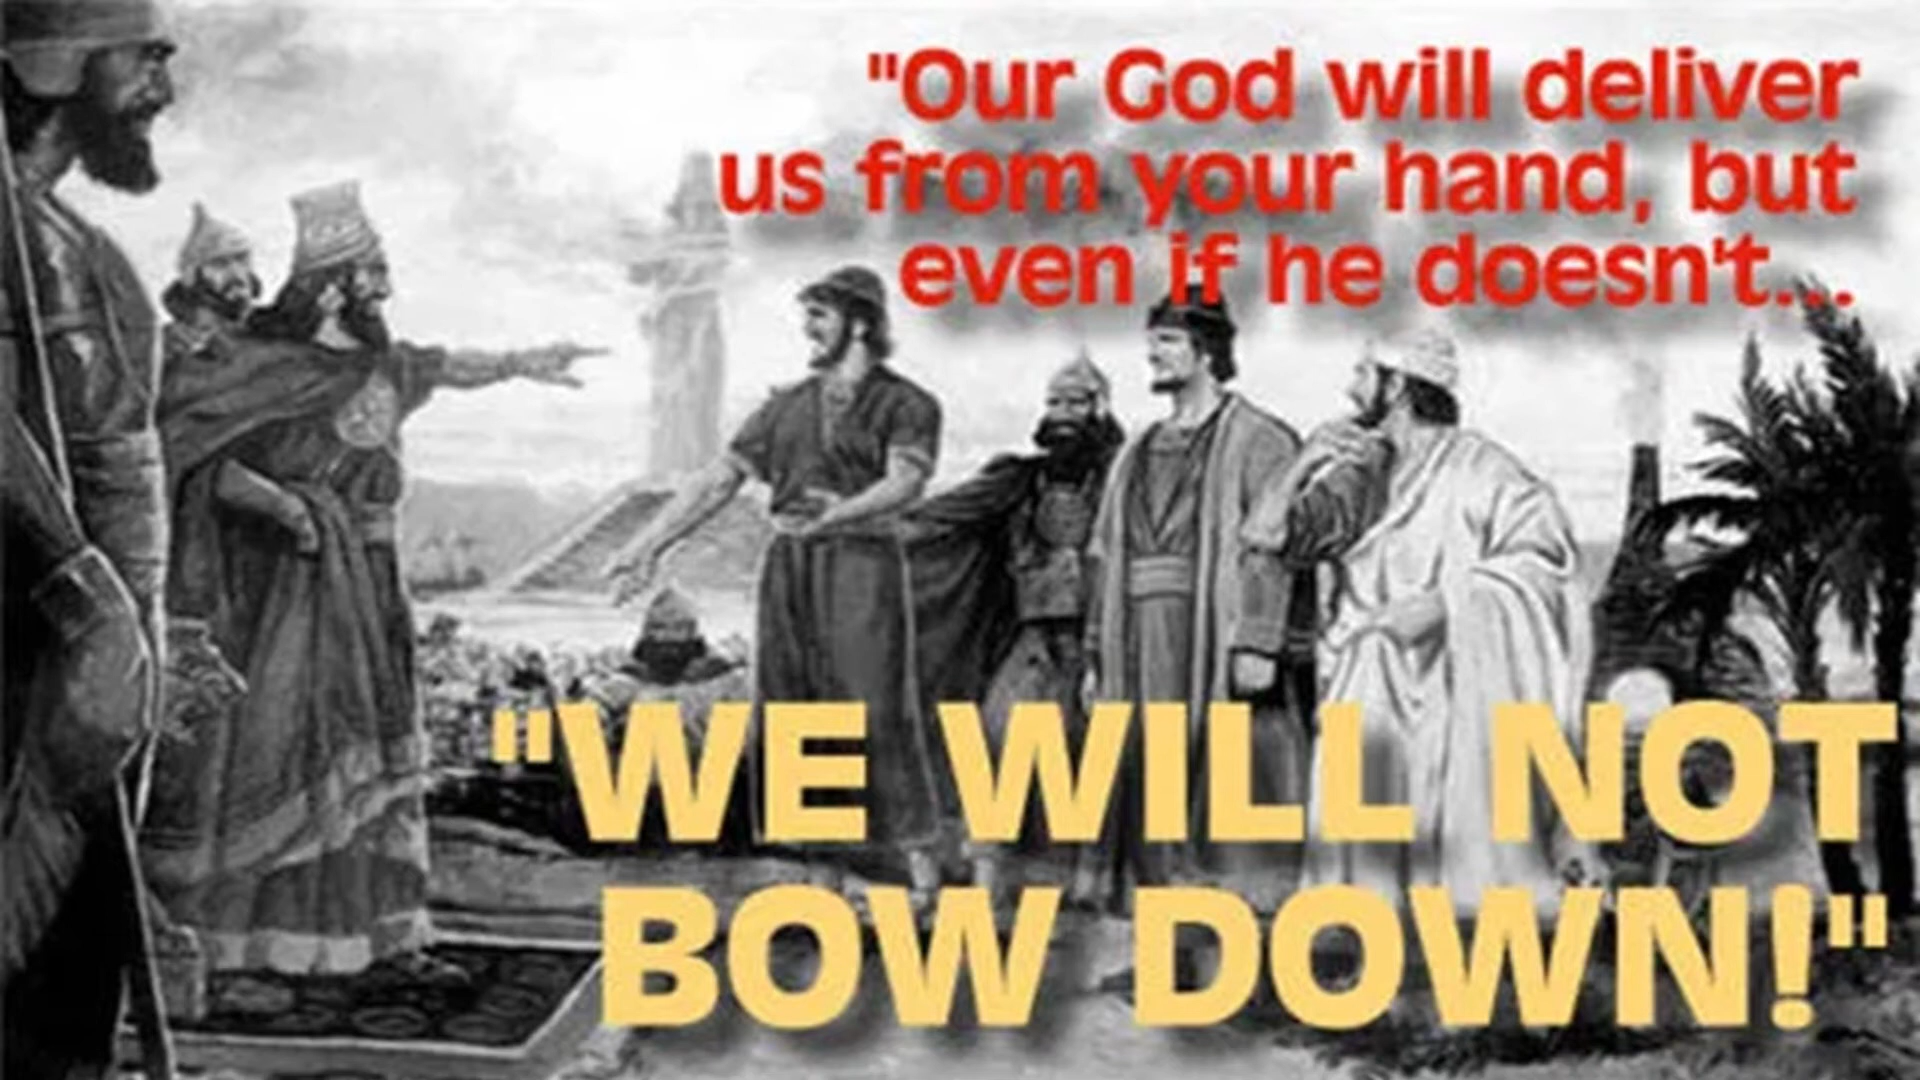 "Our God will deliver
us from your hand, but
even if he doesn't...
"WE WILL NOT
BOW DOWN!"